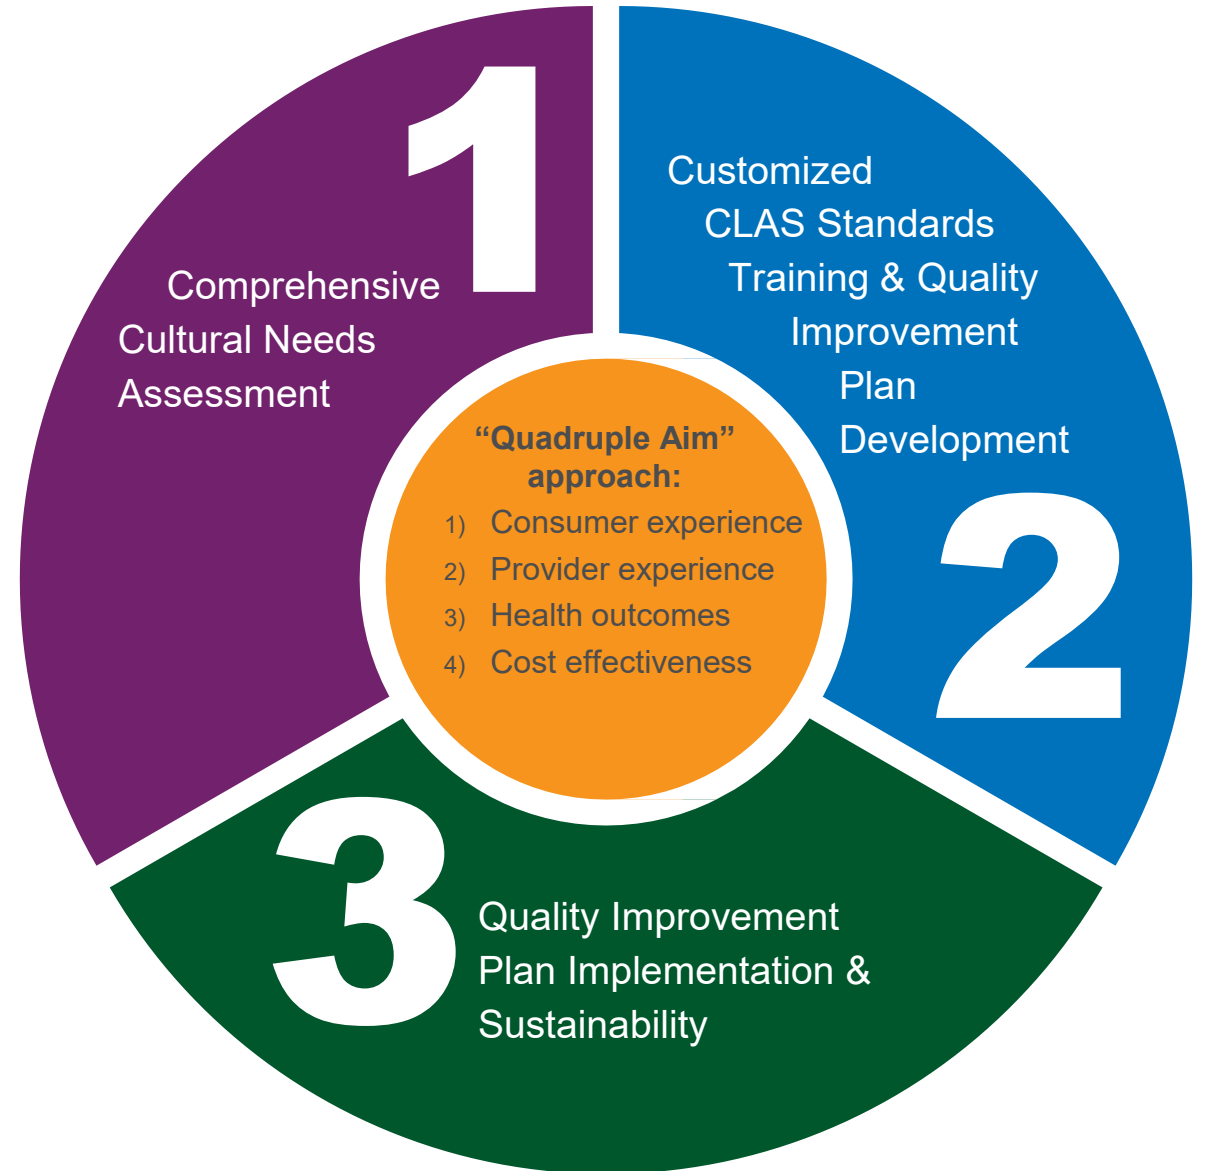 1
Comprehensive
Cultural Needs
Assessment
Customized
CLAS Standards
Training & Quality
Improvement
Plan
Development
2
“Quadruple Aim”
approach:
1) Consumer experience
2) Provider experience
3) Health outcomes
4) Cost effectiveness
3
Quality Improvement
Plan Implementation &
Sustainability